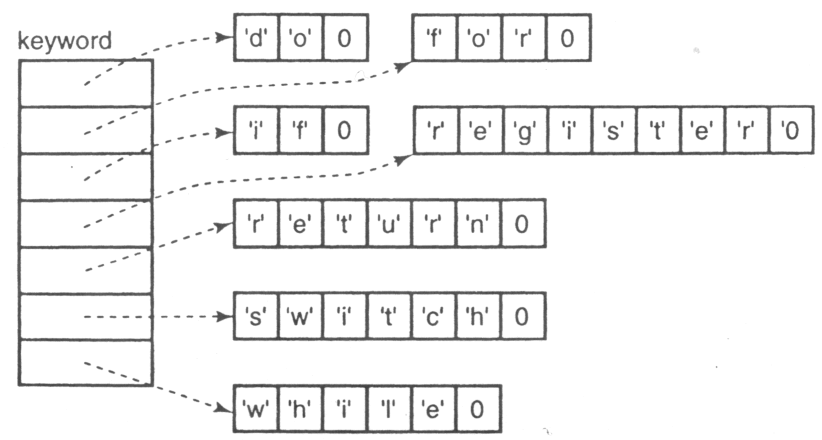 keyword
'd' 'o' 0
'f' 'o' 'r' 0
'i' 'f' 0
'r' 'e' 'g' 'i' 's' 't' 'e' 'r' '0
'r' 'e' 't' 'u' 'r' 'n' 0
's' 'w' 'i' 't' 'c' 'h' 0
'w' 'h' 'i' 'l' 'e' 0